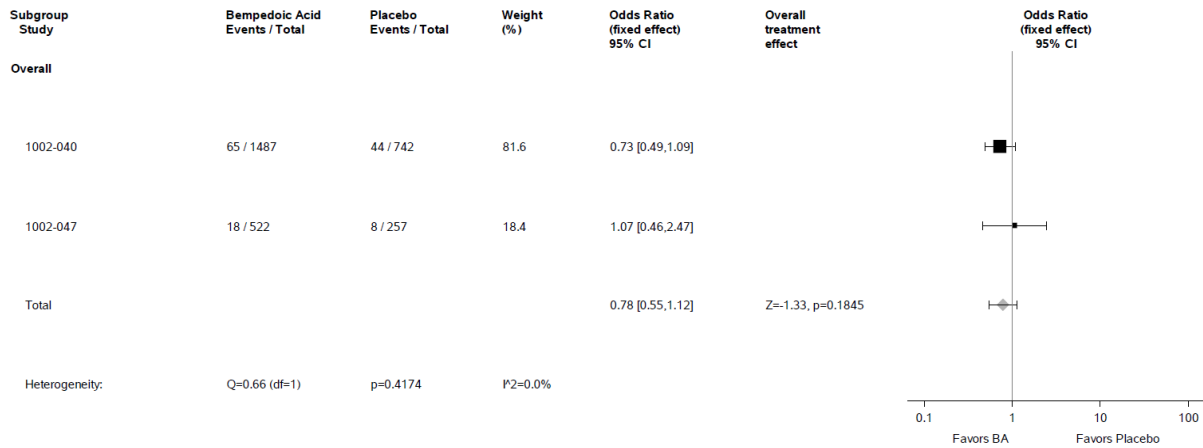 Subgroup Bempedoic Acid Placebo Weight Odds Ratio Overall Odds Ratio
Study Events / Total Events / Total (%) (fixed effect) treatment (fixed effect)
95% CI effect 95% CI
Overall
1002-040 65 / 1487 44 / 742 81.6 0.73 [0.49,1.09]
1002-047 18 / 522 8 / 257 18.4 1.07 [0.46,2.47]
Total 0.78 [0.55,1.12] Z=-1.33, p=0.1845
Heterogeneity: Q=0.66 (df=1) p=0.4174 I^2=0.0%
0.1 1 10 100
Favors BA Favors Placebo